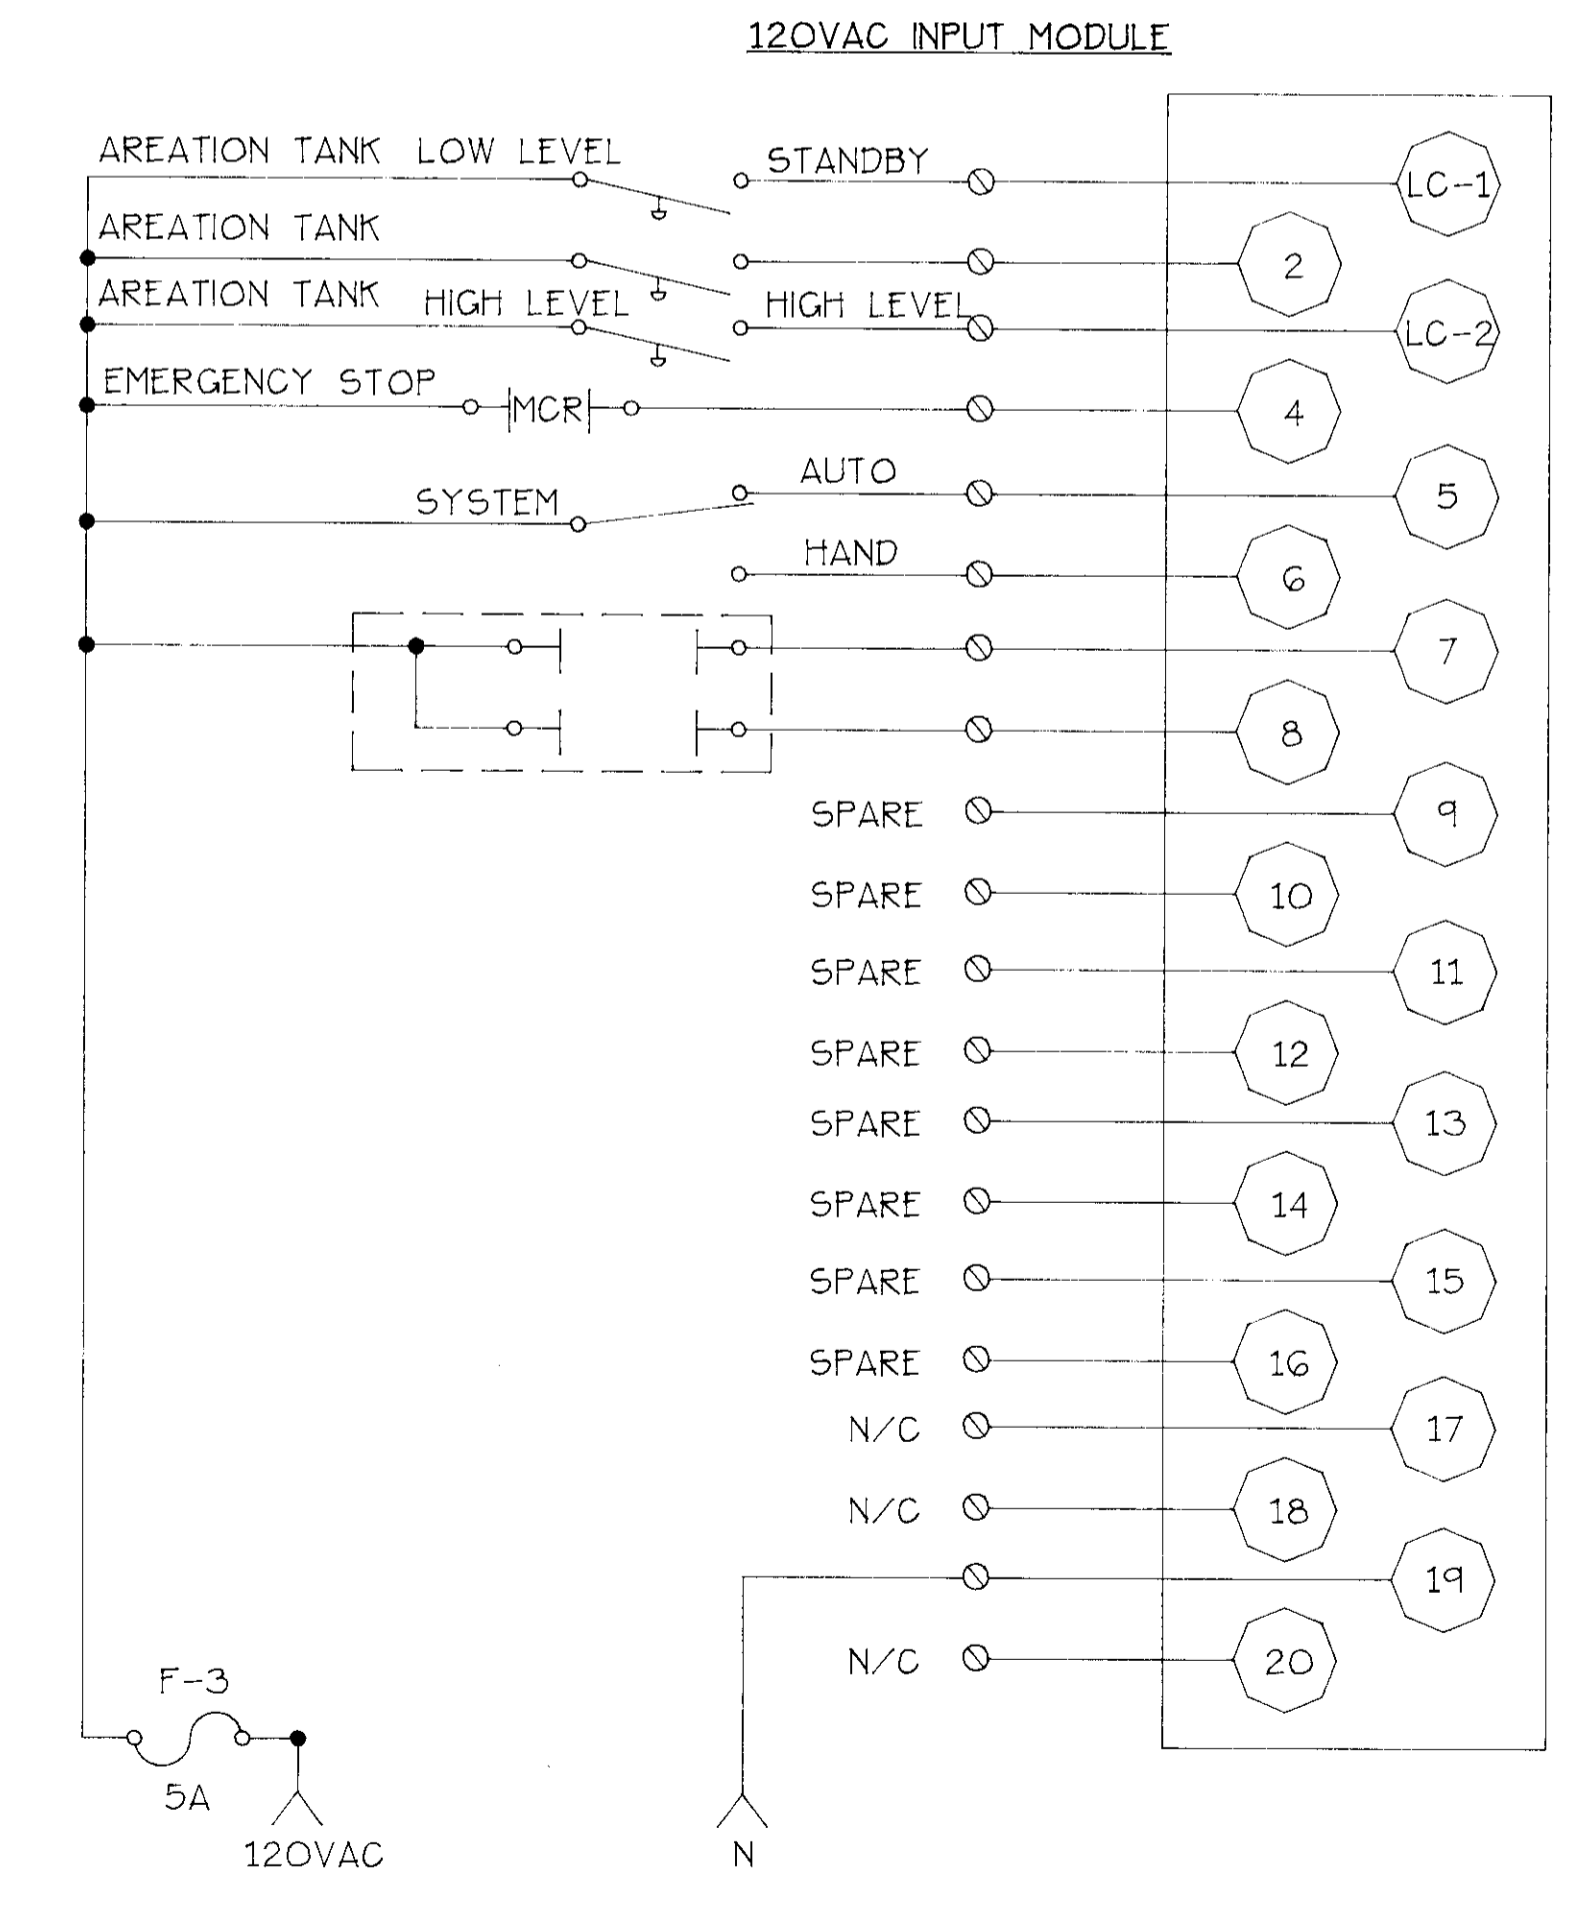 120VAC INPUT MODULE
AREATION TANK LOW LEVEL
STANDBY
LC-1
AREATION TANK
2
AREATION TANK HIGH LEVEL
HIGH LEVEL
LC-2
EMERGENCY STOP
MCR
4
SYSTEM
AUTO
5
HAND
6
7
8
SPARE
9
SPARE
10
SPARE
11
SPARE
12
SPARE
13
SPARE
14
SPARE
15
SPARE
16
N/C
17
N/C
18
19
N/C
20
F-3
5A
120VAC
N